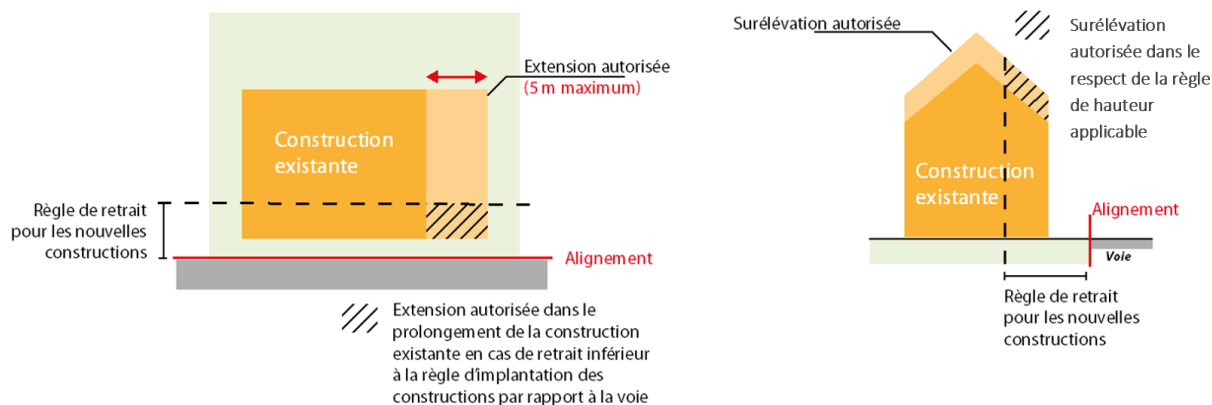 Extension autorisée
(5 m maximum)
Construction
existante
Règle de retrait
pour les nouvelles
constructions
Alignement
Extension autorisée dans le
prolongement de la construction
existante en cas de retrait inférieur
à la règle d'implantation des
constructions par rapport à la voie
Surélévation autorisée
Surélévation
autorisée dans le
respect de la règle
de hauteur
applicable
Construction
existante
Alignement
Voie
Règle de retrait
pour les nouvelles
constructions